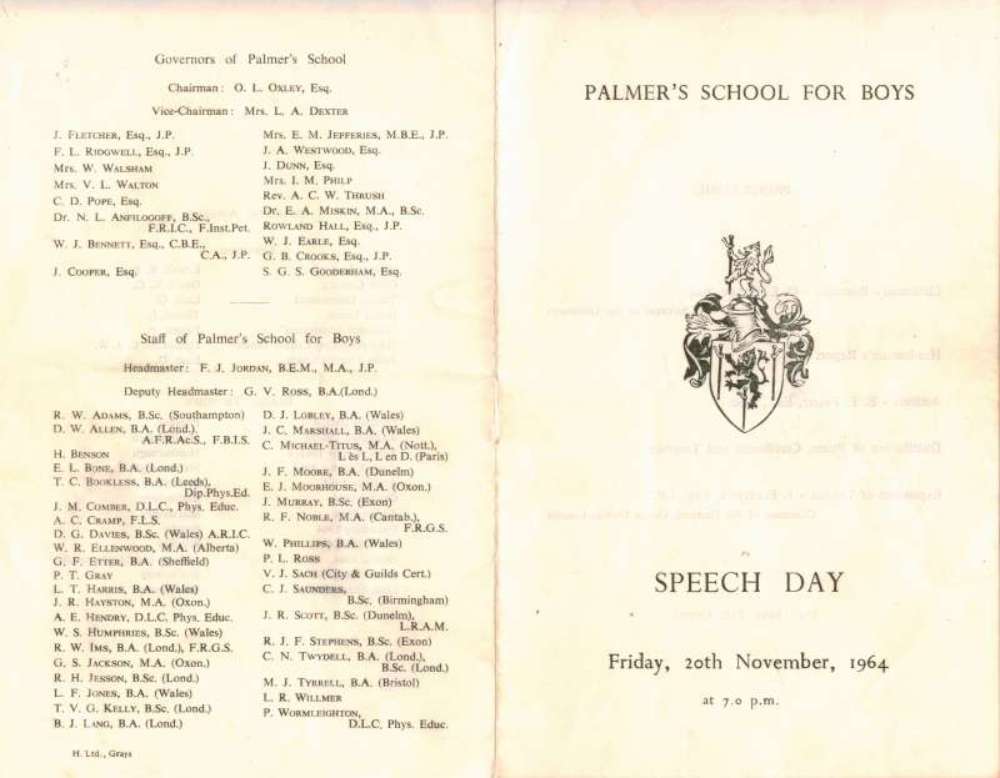 Governors of Palmer's School
Chairman: O. L. Oxley, Esq.
Vice-Chairman: Mrs. L. A. Dexter
J. Fletcher, Esq., J.P.
F. L. Ridgwell, Esq., J.P.
Mrs. W. Walsham
Mrs. V. L. Walton
C. D. Pope, Esq.
Dr. N. L. Anfilogoff, B.Sc.,
F.R.I.C., F.Inst.Pet.
W. J. Bennett, Esq., C.B.E.,
C.A., J.P.
J. Cooper, Esq.
Mrs. E. M. Jefferies, M.B.E., J.P.
J. A. Westwood, Esq.
J. Dunn, Esq.
Mrs. I. M. Philp
Rev. A. C. W. Thrush
Dr. E. A. Miskin, M.A., B.Sc.
Rowland Hall, Esq., J.P.
W. J. Earle, Esq.
G. B. Crooks, Esq., J.P.
S. G. S. Gooderham, Esq.
Staff of Palmer's School for Boys
Headmaster: F. J. Jordan, B.E.M., M.A., J.P.
Deputy Headmaster: G. V. Ross, B.A.(Lond.)
R. W. Adams, B.Sc. (Southampton)
D. W. Allen, B.A. (Lond.).
A.F.R.Ac.S., F.B.I.S.
H. Benson
E. L. Bone, B.A. (Lond.)
T. C. Bookless, B.A. (Leeds),
Dip.Phys.Ed.
J. M. Comber, D.L.C., Phys. Educ.
A. C. Cramp, F.L.S.
D. G. Davies, B.Sc. (Wales) A.R.I.C.
W. R. Ellenwood, M.A. (Alberta)
G. F. Etter, B.A. (Sheffield)
P. T. Gray
L. T. Harris, B.A. (Wales)
J. R. Hayston, M.A. (Oxon.)
A. E. Hendry, D.L.C. Phys. Educ.
W. S. Humphries, B.Sc. (Wales)
R. W. Ims, B.A. (Lond.), F.R.G.S.
G. S. Jackson, M.A. (Oxon.)
R. H. Jesson, B.Sc. (Lond.)
L. F. Jones, B.A. (Wales)
T. V. G. Kelly, B.Sc. (Lond.)
B. J. Lang, B.A. (Lond.)
D. J. Lobley, B.A. (Wales)
J. C. Marshall, B.A. (Wales)
C. Michael-Titus, M.A. (Nott.),
L ès L, L en D. (Paris)
J. F. Moore, B.A. (Dunelm)
E. J. Moorhouse, M.A. (Oxon.)
J. Murray, B.Sc. (Exon)
R. F. Noble, M.A. (Cantab.),
F.R.G.S.
W. Phillips, B.A. (Wales)
P. L. Ross
V. J. Sach (City & Guilds Cert.)
C. J. Saunders,
B.Sc. (Birmingham)
J. R. Scott, B.Sc. (Dunelm),
L.R.A.M.
R. J. F. Stephens, B.Sc. (Exon)
C. N. Twydell, B.A. (Lond.),
B.Sc. (Lond.)
M. J. Tyrrell, B.A. (Bristol)
L. R. Willmer
P. Wormleighton,
D.L.C. Phys. Educ.
H. Ltd., Grays
PALMER'S SCHOOL FOR BOYS
SPEECH DAY
Friday, 20th November, 1964
at 7.0 p.m.